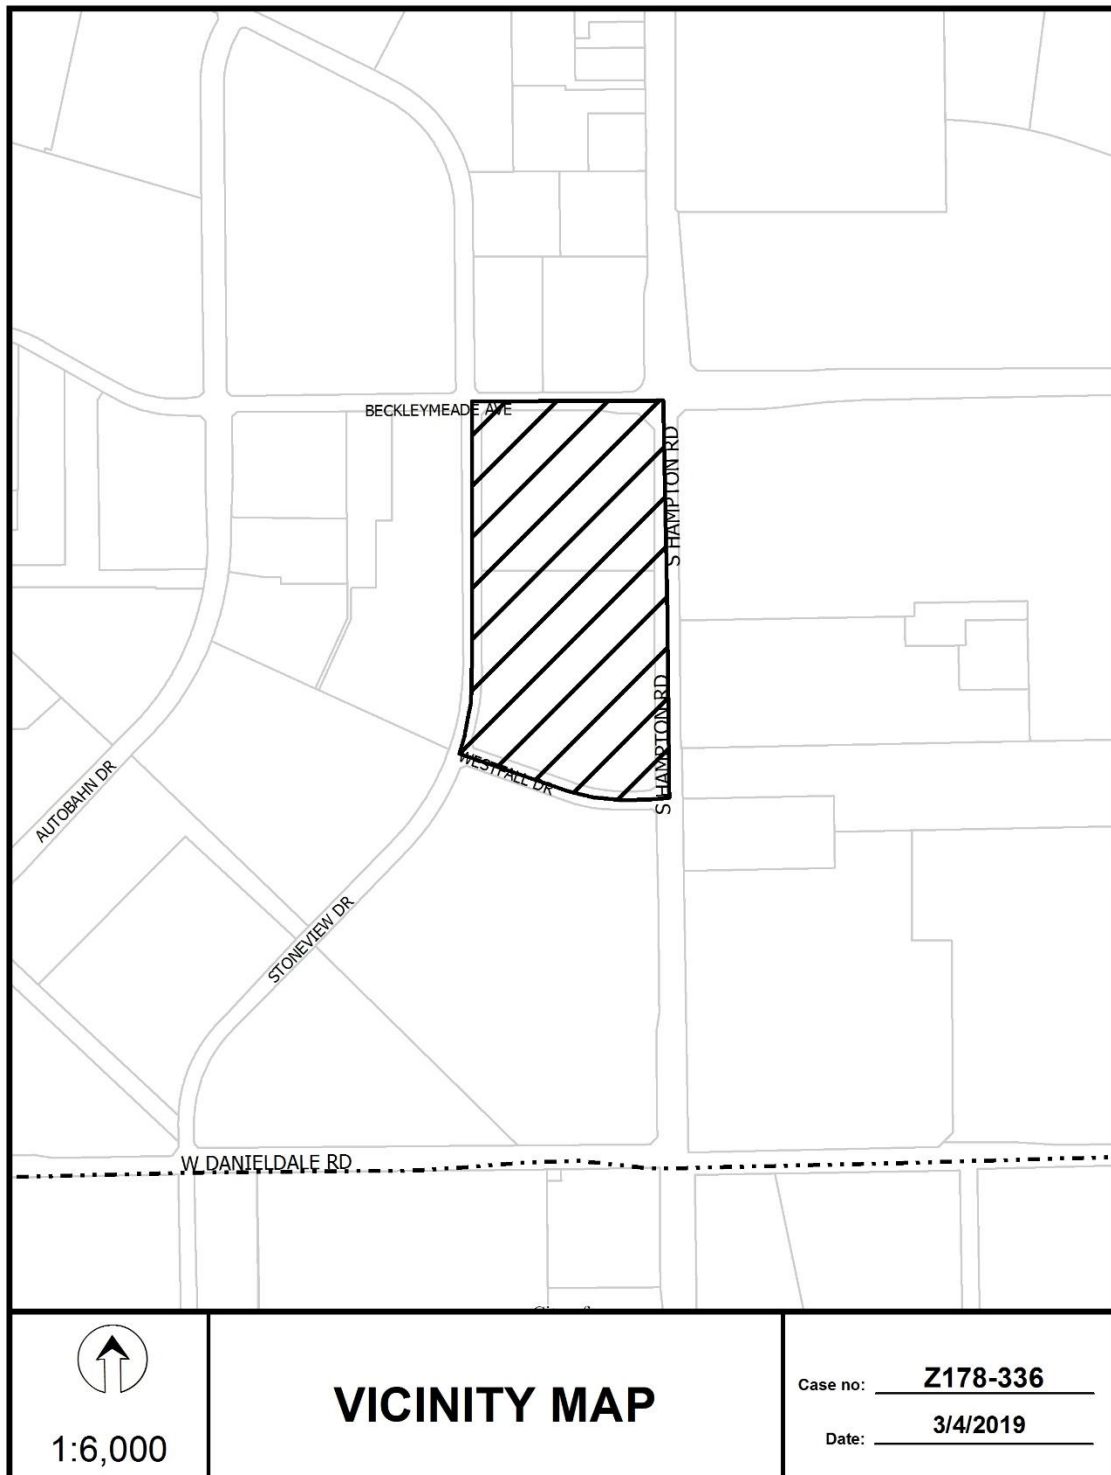 BECKLEYMEADE AVE
S HAMPTON RD
S HAMPTON RD
WESTFALL DR
AUTOBAHN DR
STONEVIEW DR
W DANIELDALE RD
1:6,000
VICINITY MAP
Case no: Z178-336
Date: 3/4/2019